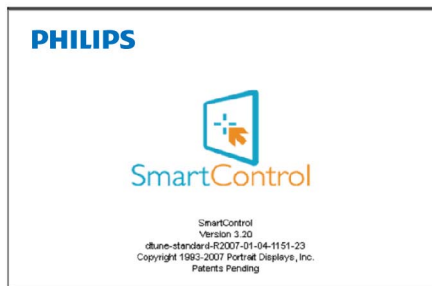 PHILIPS
SmartControl
SmartControl
Version 3.20
dtune-standard-R2007-01-04-1151-23
Copyright 1993-2007 Portrait Displays, Inc.
Patents Pending